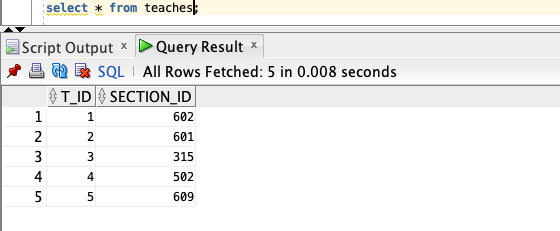 select * from teaches;
Script Output × Query Result ×
SQL | All Rows Fetched: 5 in 0.008 seconds
T_ID SECTION_ID
1 1 602
2 2 601
3 3 315
4 4 502
5 5 609